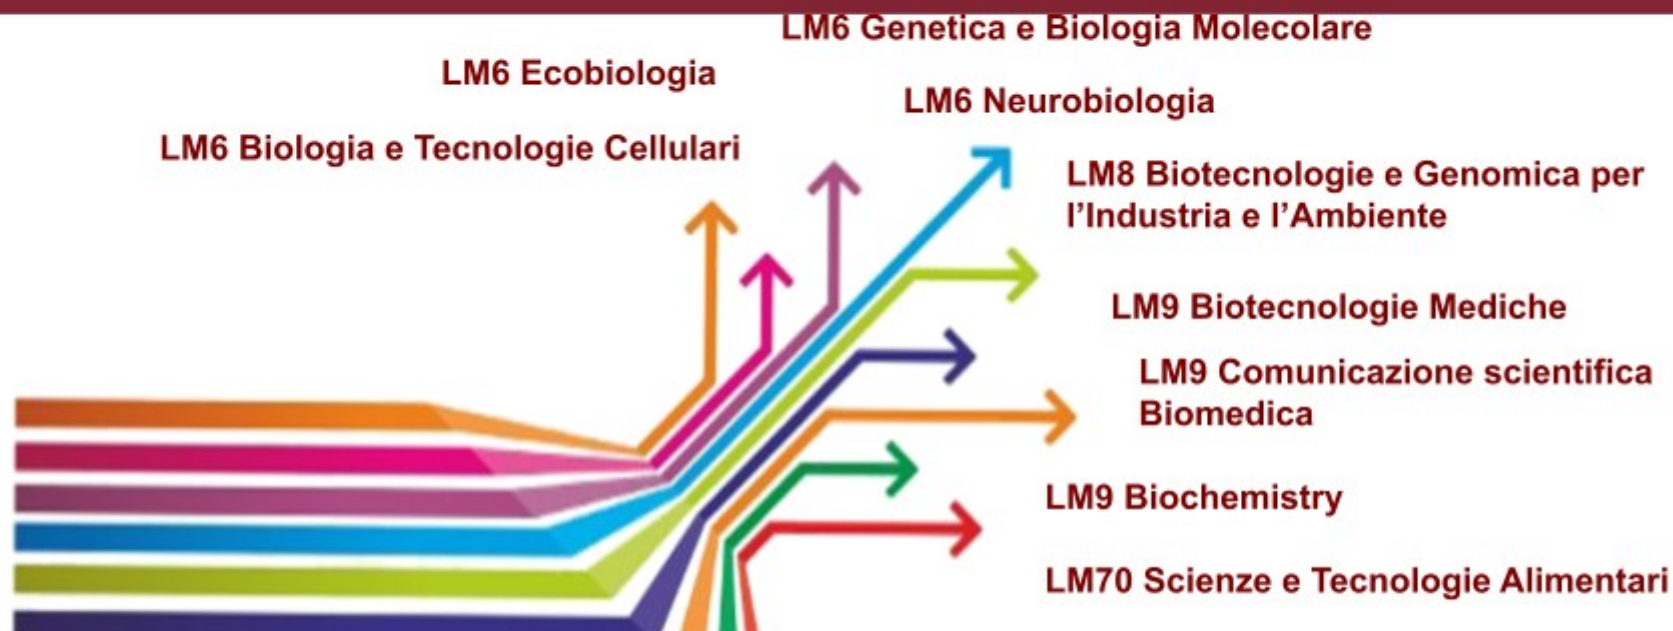 LM6 Genetica e Biologia Molecolare
LM6 Ecobiologia
LM6 Neurobiologia
LM6 Biologia e Tecnologie Cellulari
LM8 Biotecnologie e Genomica per
l’Industria e l’Ambiente
LM9 Biotecnologie Mediche
LM9 Comunicazione scientifica
Biomedica
LM9 Biochemistry
LM70 Scienze e Tecnologie Alimentari